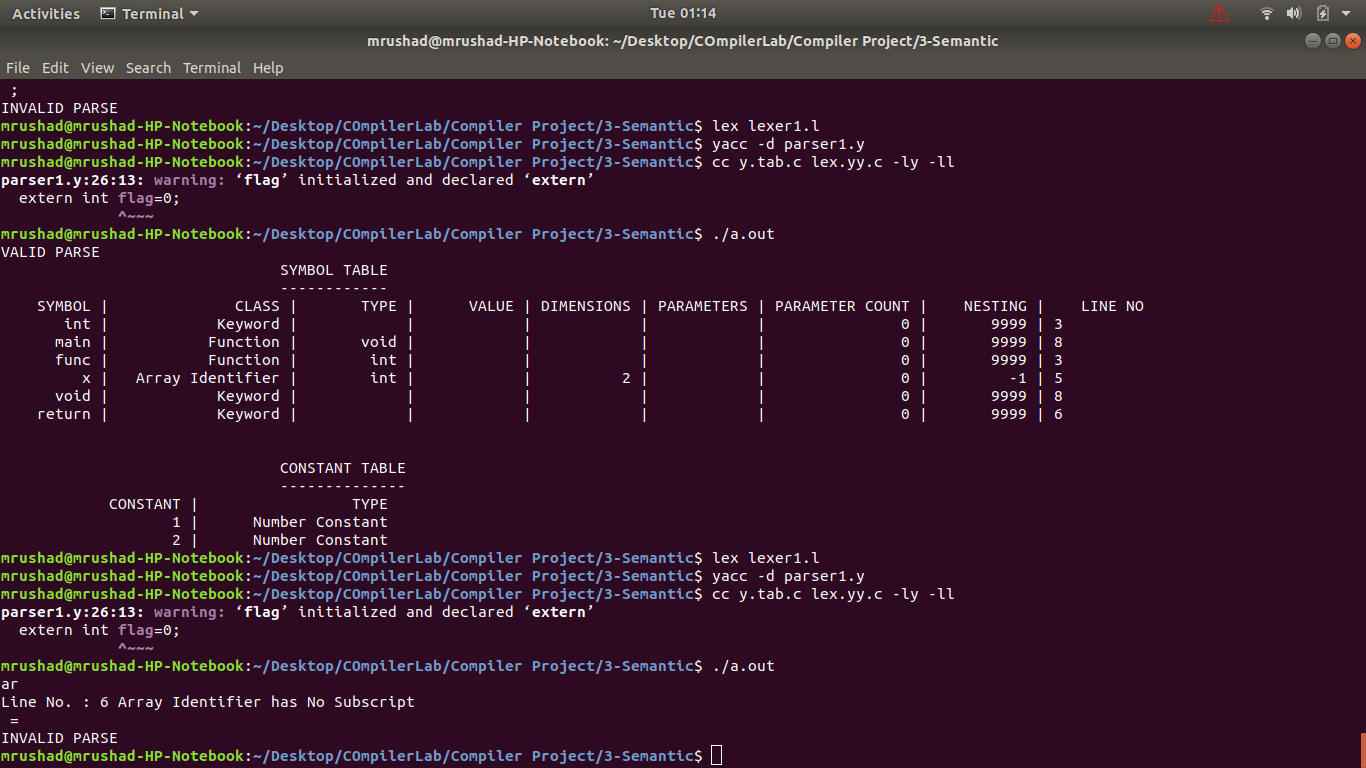 Activities Terminal Tue 01:14
mrushad@mrushad-HP-Notebook: ~/Desktop/COmpilerLab/Compiler Project/3-Semantic
File Edit View Search Terminal Help
 ;
INVALID PARSE
mrushad@mrushad-HP-Notebook:~/Desktop/COmpilerLab/Compiler Project/3-Semantic$ lex lexer1.l
mrushad@mrushad-HP-Notebook:~/Desktop/COmpilerLab/Compiler Project/3-Semantic$ yacc -d parser1.y
mrushad@mrushad-HP-Notebook:~/Desktop/COmpilerLab/Compiler Project/3-Semantic$ cc y.tab.c lex.yy.c -ly -ll
parser1.y:26:13: warning: ‘flag’ initialized and declared ‘extern’
  extern int flag=0;
             ^~~~
mrushad@mrushad-HP-Notebook:~/Desktop/COmpilerLab/Compiler Project/3-Semantic$ ./a.out
VALID PARSE
                               SYMBOL TABLE
                               ------------
    SYMBOL |              CLASS |       TYPE |      VALUE | DIMENSIONS | PARAMETERS | PARAMETER COUNT |    NESTING |    LINE NO
       int |            Keyword |            |            |            |            |               0 |       9999 | 3
      main |           Function |       void |            |            |            |               0 |       9999 | 8
      func |           Function |        int |            |            |            |               0 |       9999 | 3
         x |   Array Identifier |        int |            |          2 |            |               0 |         -1 | 5
      void |            Keyword |            |            |            |            |               0 |       9999 | 8
    return |            Keyword |            |            |            |            |               0 |       9999 | 6
                               CONSTANT TABLE
                               --------------
            CONSTANT |                 TYPE
                   1 |      Number Constant
                   2 |      Number Constant
mrushad@mrushad-HP-Notebook:~/Desktop/COmpilerLab/Compiler Project/3-Semantic$ lex lexer1.l
mrushad@mrushad-HP-Notebook:~/Desktop/COmpilerLab/Compiler Project/3-Semantic$ yacc -d parser1.y
mrushad@mrushad-HP-Notebook:~/Desktop/COmpilerLab/Compiler Project/3-Semantic$ cc y.tab.c lex.yy.c -ly -ll
parser1.y:26:13: warning: ‘flag’ initialized and declared ‘extern’
  extern int flag=0;
             ^~~~
mrushad@mrushad-HP-Notebook:~/Desktop/COmpilerLab/Compiler Project/3-Semantic$ ./a.out
ar
Line No. : 6 Array Identifier has No Subscript
 =
INVALID PARSE
mrushad@mrushad-HP-Notebook:~/Desktop/COmpilerLab/Compiler Project/3-Semantic$